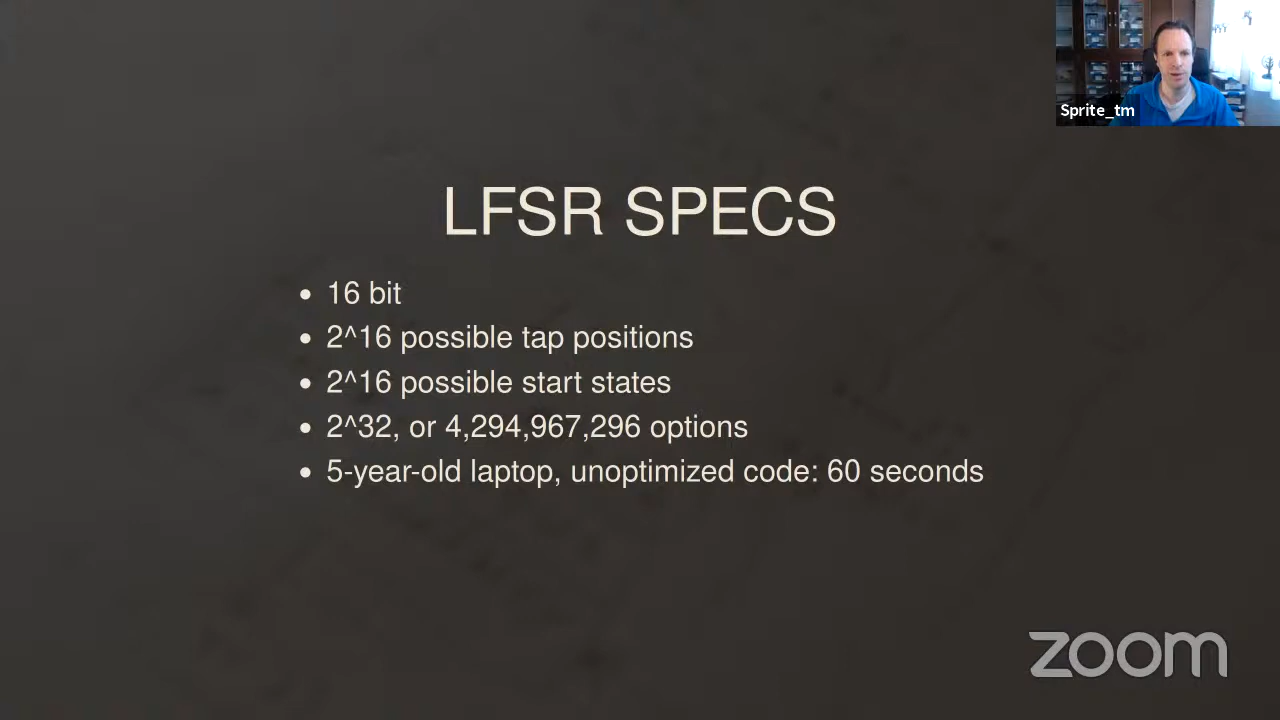 Sprite_tm
LFSR SPECS
16 bit
2^16 possible tap positions
2^16 possible start states
2^32, or 4,294,967,296 options
5-year-old laptop, unoptimized code: 60 seconds
zoom